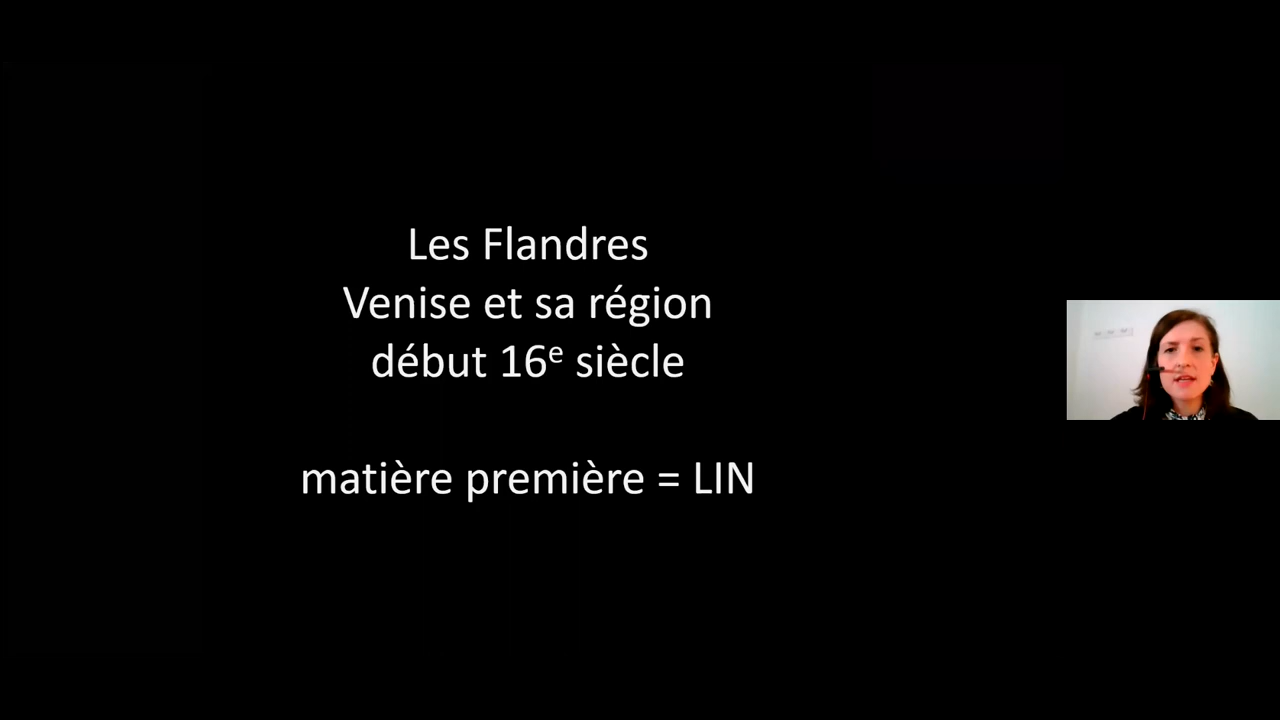 Les Flandres
Venise et sa région
début 16e siècle
matière première = LIN